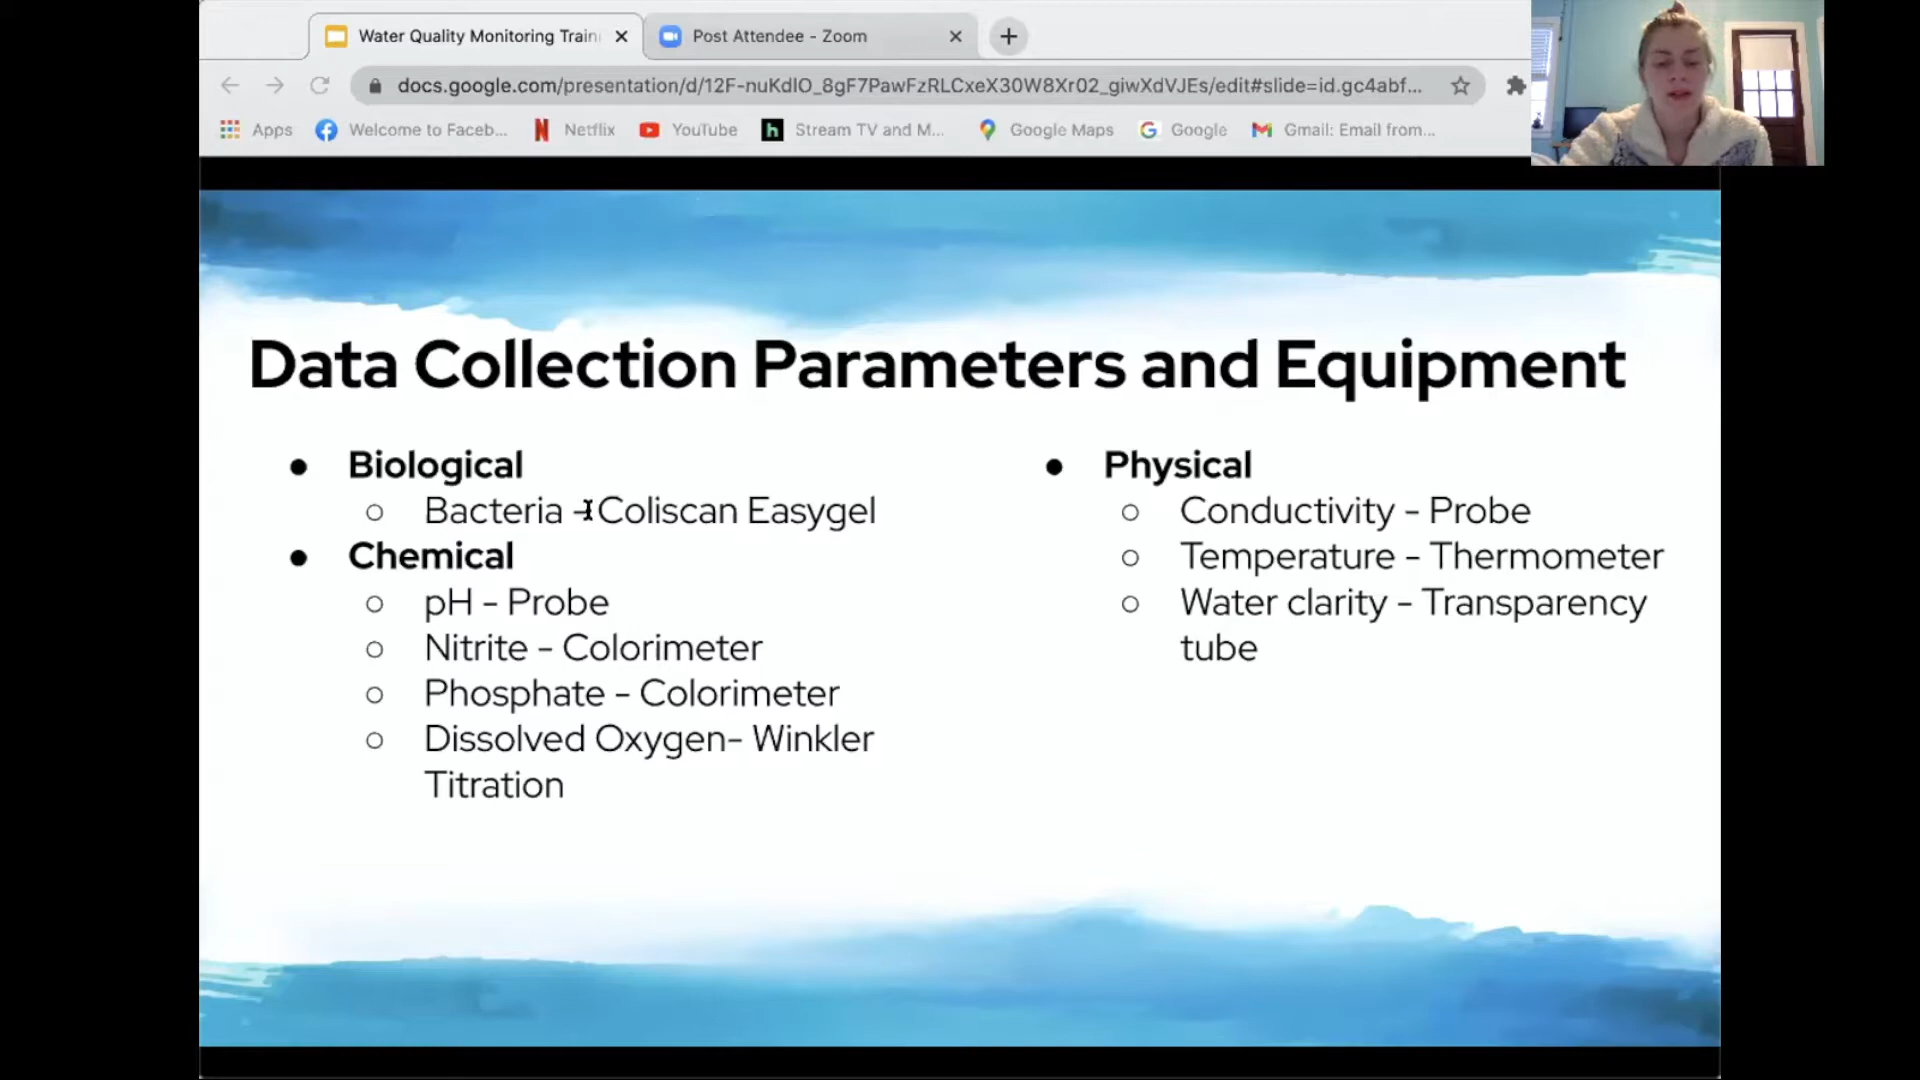 Water Quality Monitoring Train
Post Attendee - Zoom
docs.google.com/presentation/d/12F-nuKdlO_8gF7PawFzRLCxeX30W8Xr02_giwXdVJEs/edit#slide=id.gc4abf...
Apps
Welcome to Faceb...
Netflix
YouTube
Stream TV and M...
Google Maps
Google
Gmail: Email from...
Data Collection Parameters and Equipment
● Biological
○ Bacteria - Coliscan Easygel
● Chemical
○ pH - Probe
○ Nitrite - Colorimeter
○ Phosphate - Colorimeter
○ Dissolved Oxygen- Winkler
Titration
● Physical
○ Conductivity - Probe
○ Temperature - Thermometer
○ Water clarity - Transparency
tube